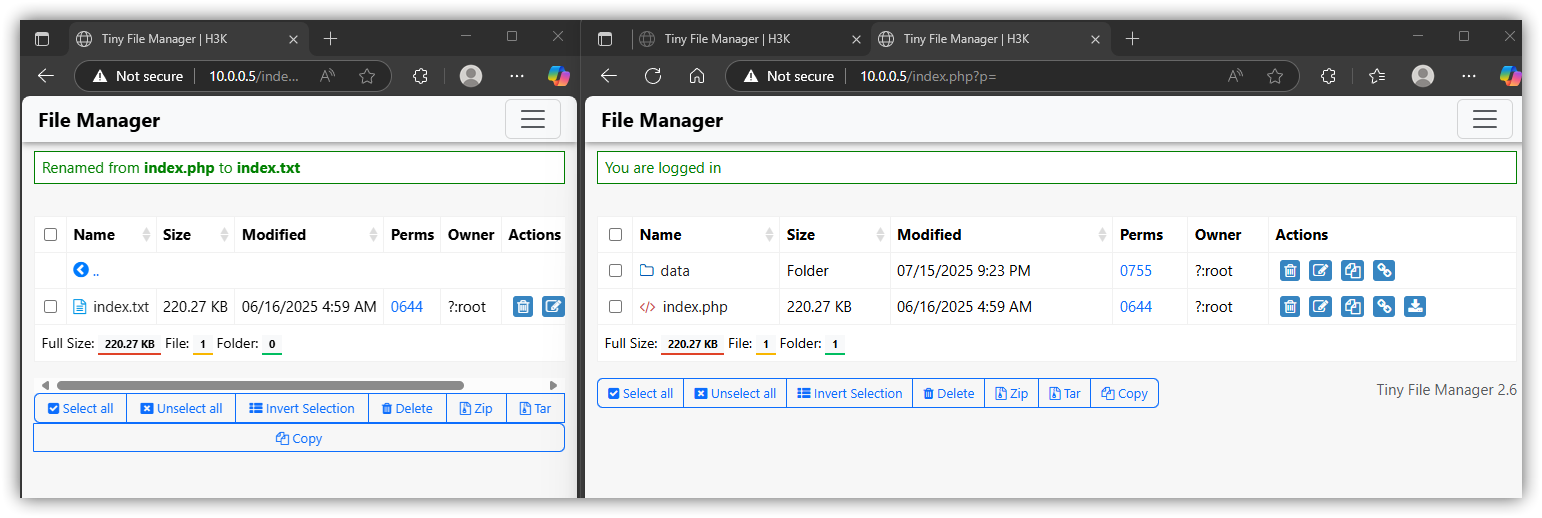 Tiny File Manager | H3K
Not secure 10.0.0.5/inde...
File Manager
Renamed from index.php to index.txt
Name Size Modified Perms Owner Actions
..
index.txt 220.27 KB 06/16/2025 4:59 AM 0644 ?:root
Full Size: 220.27 KB File: 1 Folder: 0
Select all Unselect all Invert Selection Delete Zip Tar
Copy
Tiny File Manager | H3K Tiny File Manager | H3K
Not secure 10.0.0.5/index.php?p=
File Manager
You are logged in
Name Size Modified Perms Owner Actions
data Folder 07/15/2025 9:23 PM 0755 ?:root
index.php 220.27 KB 06/16/2025 4:59 AM 0644 ?:root
Full Size: 220.27 KB File: 1 Folder: 1
Select all Unselect all Invert Selection Delete Zip Tar Copy
Tiny File Manager 2.6